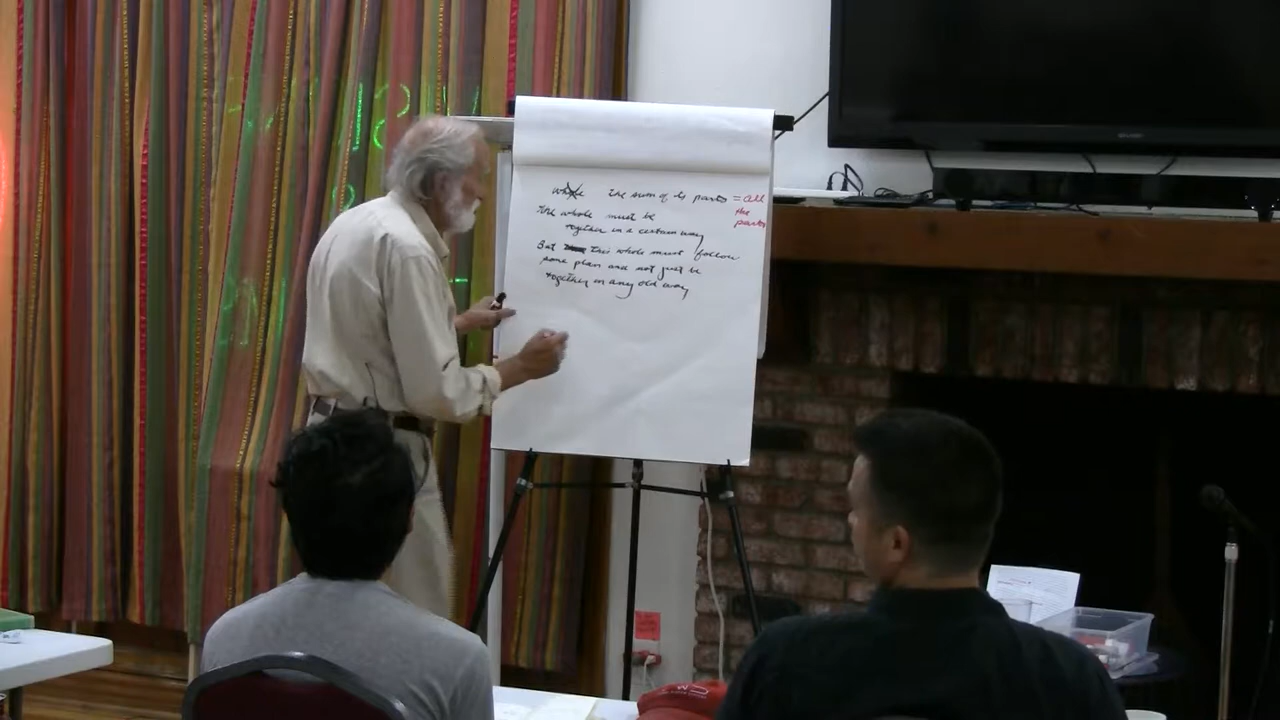 the sum of its parts = all
the
parts
The whole must be
together in a certain way
But this whole must follow
some plan and not just be
together in any old way